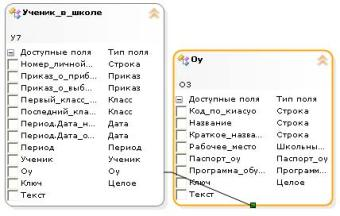 Ученик_в_школе
У7
Доступные поля Тип поля
Номер_личной... Строка
Приказ_о_приб... Приказ
Приказ_о_выб... Приказ
Первый_класс_... Класс
Последний_кла... Класс
Период.Дата_н... Дата
Период.Дата_о... Дата
Период Период
Ученик Ученик
Оу Оу
Ключ Целое
Текст
Оу
О3
Доступные поля Тип поля
Код_по_киасуо Строка
Название Строка
Краткое_назва... Строка
Рабочее_место Школьны...
Паспорт_оу Паспорт_оу
Программа_обу... Программ...
Ключ Целое
Текст